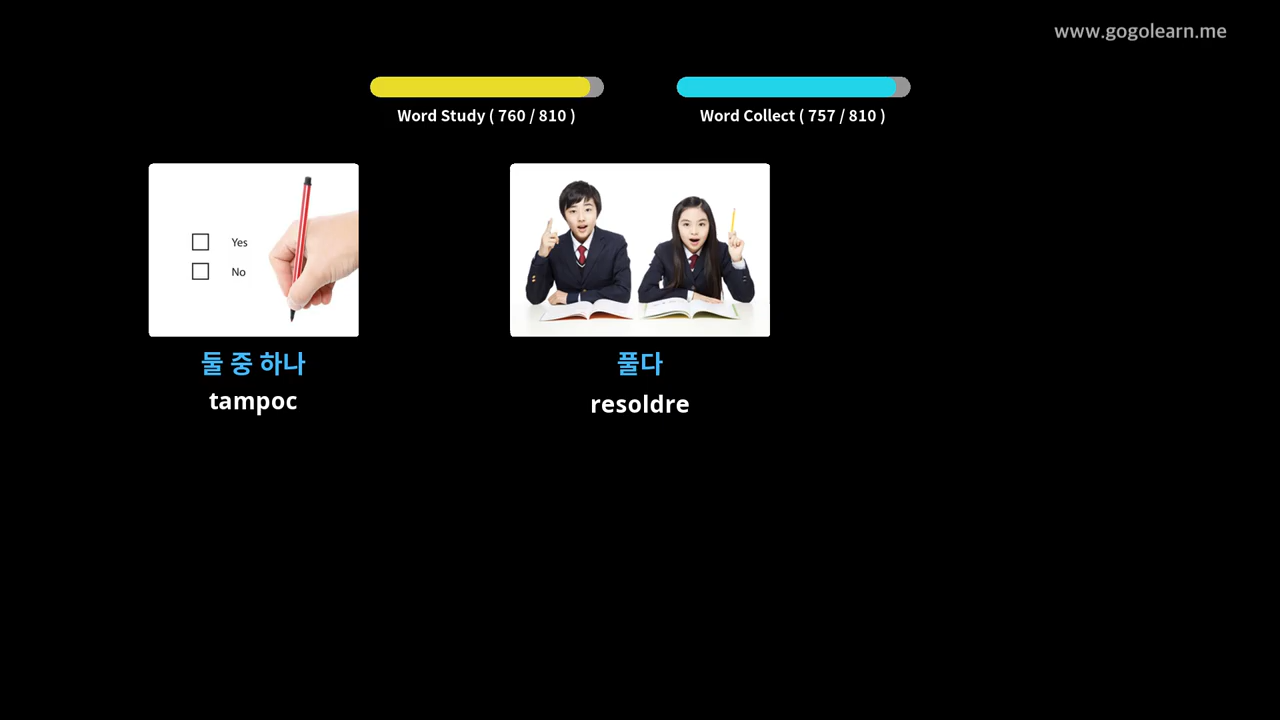 www.gogolearn.me
Word Study ( 760 / 810 )
Word Collect ( 757 / 810 )
Yes
No
둘 중 하나
tampoc
풀다
resoldre